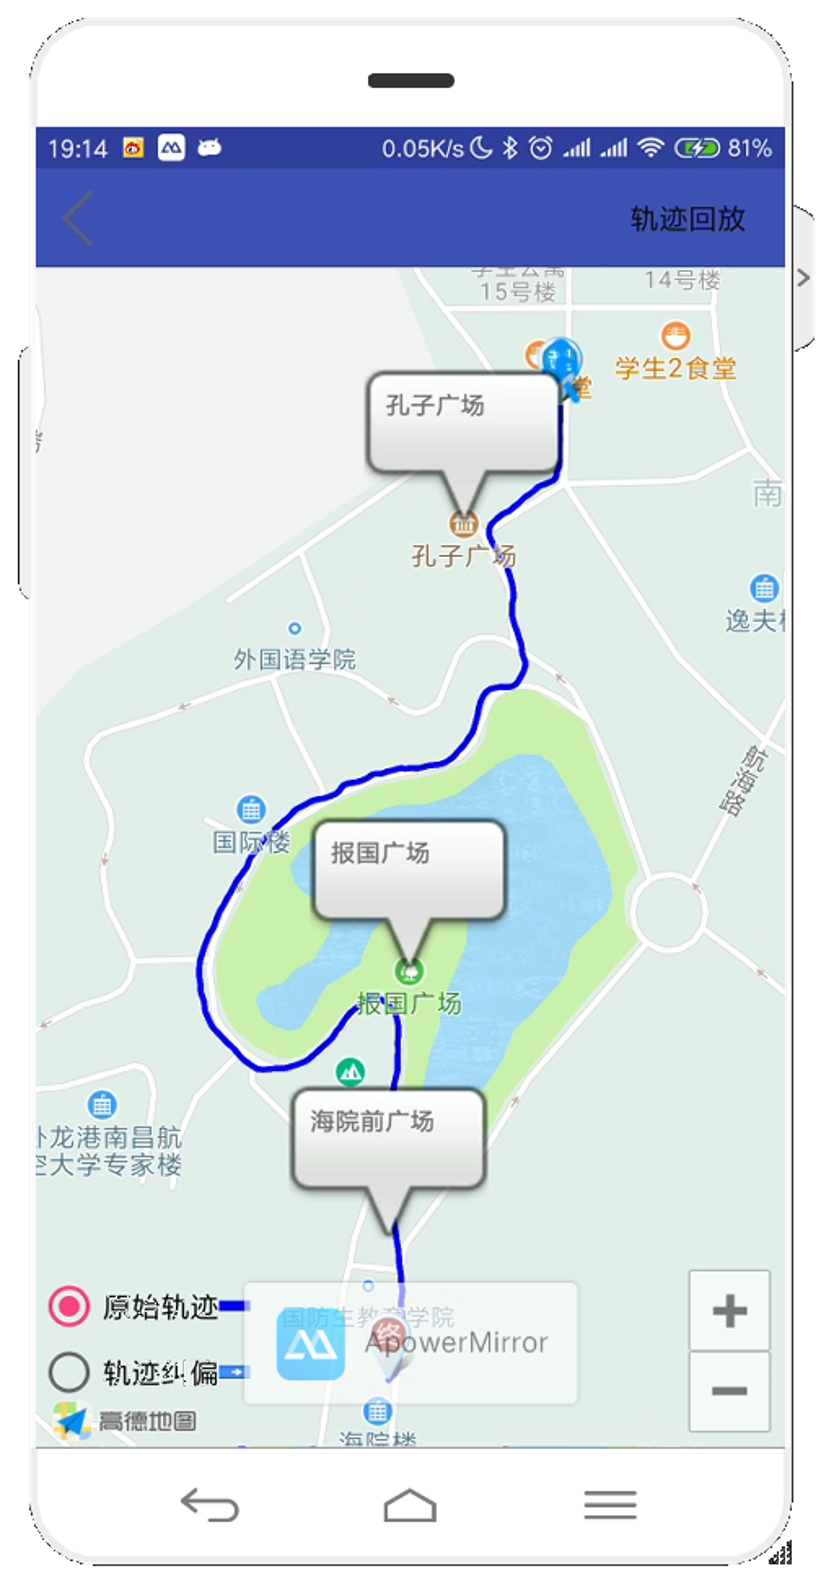 19:14
0.05K/s
81%
轨迹回放
15号楼
14号楼
学生2食堂
堂
孔子广场
孔子广场
南
逸夫
外国语学院
航海路
国际楼
报国广场
报国广场
海院前广场
卧龙港南昌航
空大学专家楼
原始轨迹
国防生教育学院
终
ApowerMirror
轨迹纠偏
高德地图
海院楼